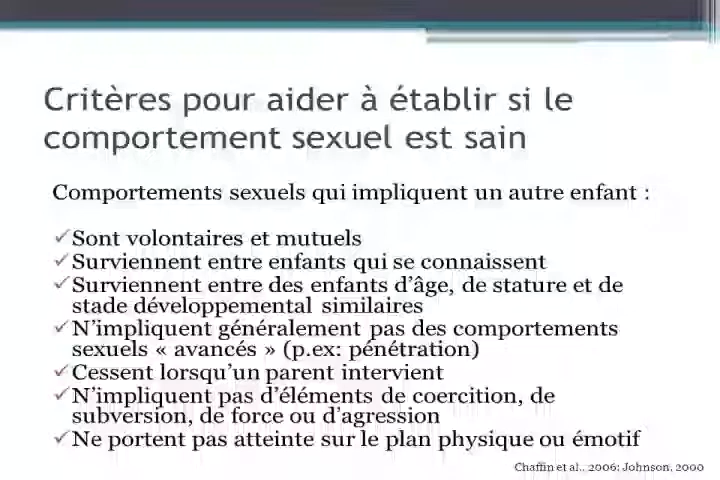 Critères pour aider à établir si le
comportement sexuel est sain
Comportements sexuels qui impliquent un autre enfant :
✓Sont volontaires et mutuels
✓Surviennent entre enfants qui se connaissent
✓Surviennent entre des enfants d’âge, de stature et de
stade développemental similaires
✓N’impliquent généralement pas des comportements
sexuels « avancés » (p.ex: pénétration)
✓Cessent lorsqu’un parent intervient
✓N’impliquent pas d’éléments de coercition, de
subversion, de force ou d’agression
✓Ne portent pas atteinte sur le plan physique ou émotif
Chaffin et al., 2006; Johnson, 2000